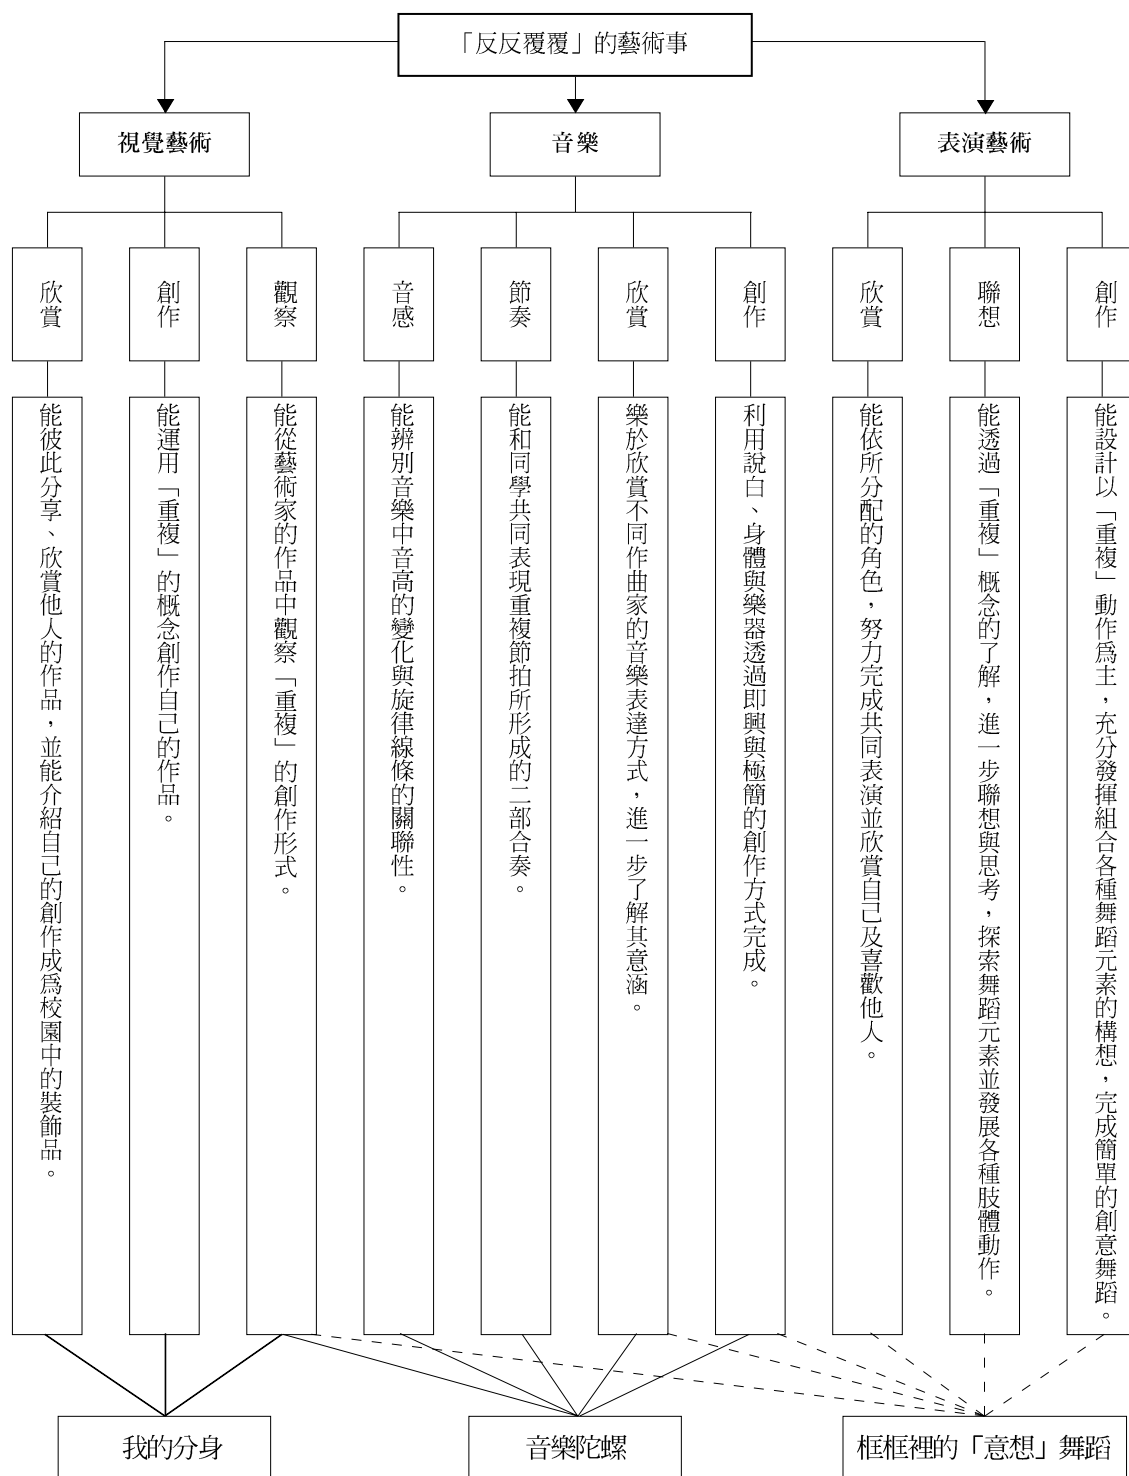 「反反覆覆」的藝術事
視覺藝術
音樂
表演藝術
欣賞
創作
觀察
音感
節奏
欣賞
創作
欣賞
聯想
創作
能彼此分享、欣賞他人的作品，並能介紹自己的創作成為校園中的裝飾品。
能運用「重複」的概念創作自己的作品。
能從藝術家的作品中觀察「重複」的創作形式。
能辨別音樂中音高的變化與旋律線條的關聯性。
能和同學共同表現重複節拍所形成的二部合奏。
樂於欣賞不同作曲家的音樂表達方式，進一步了解其意涵。
利用說白、身體與樂器透過即興與極簡的創作方式完成。
能依所分配的角色，努力完成共同表演並欣賞自己及喜歡他人。
能透過「重複」概念的了解，進一步聯想與思考，探索舞蹈元素並發展各種肢體動作。
能設計以「重複」動作為主，充分發揮組合各種舞蹈元素的構想，完成簡單的創意舞蹈。
我的分身
音樂陀螺
框框裡的「意想」舞蹈